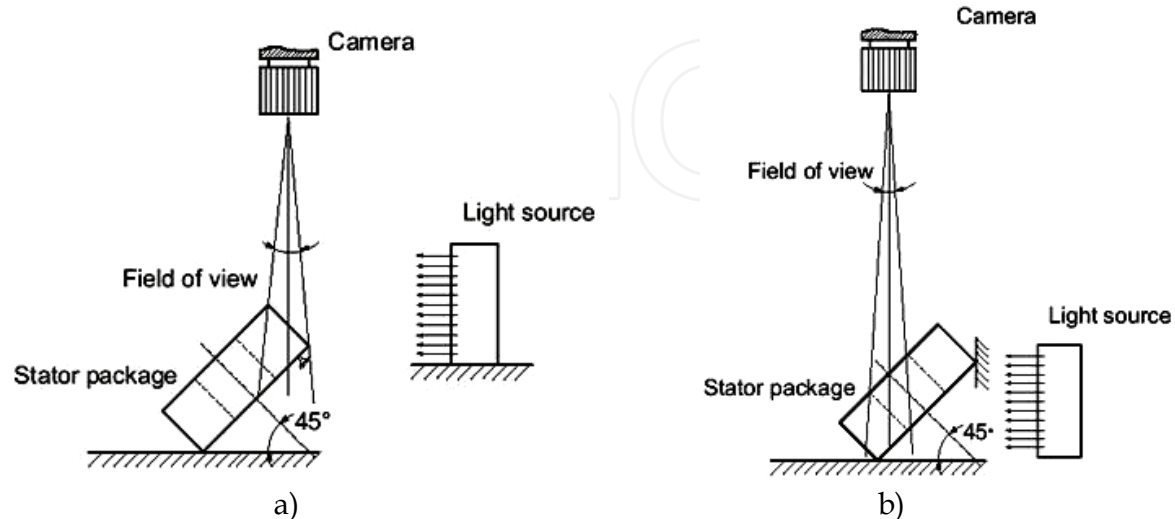 Camera
Field of view
Light source
Stator package
45°
a)
Camera
Field of view
Light source
Stator package
45°
b)